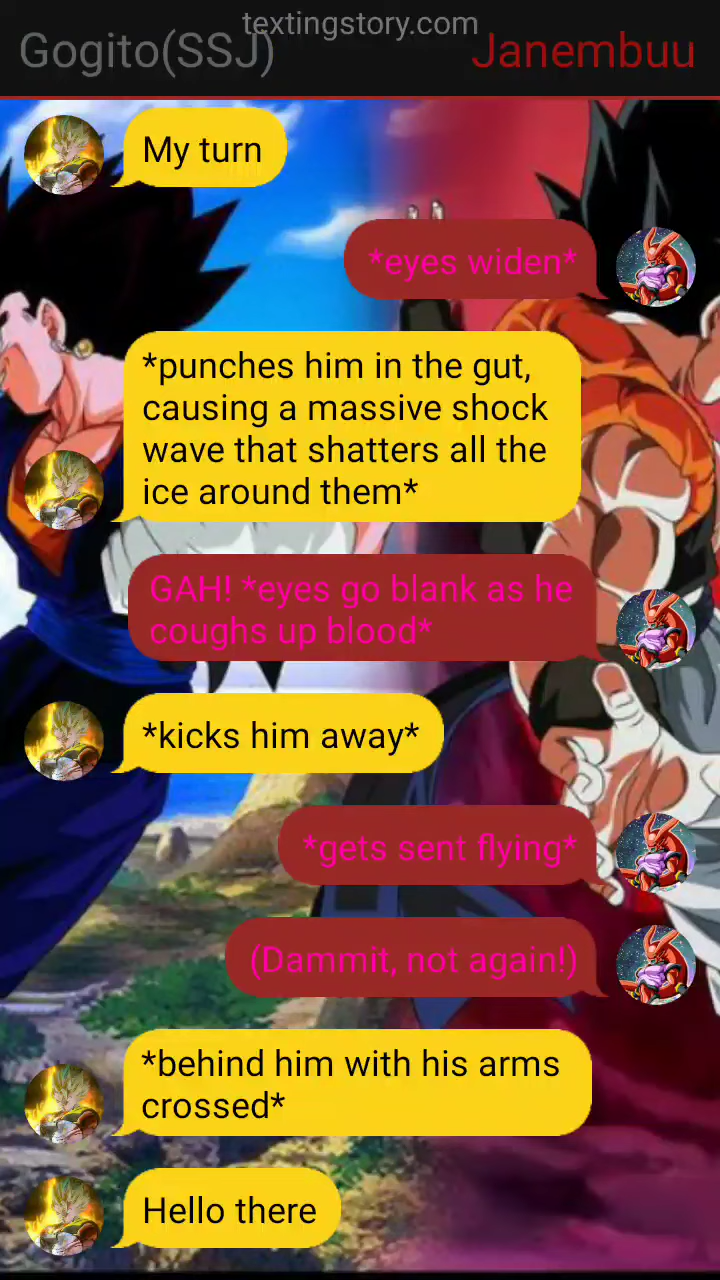 textingstory.com
Gogito(SSJ)
Janembuu
My turn
*eyes widen*
*punches him in the gut,
causing a massive shock
wave that shatters all the
ice around them*
GAH! *eyes go blank as he
coughs up blood*
*kicks him away*
*gets sent flying*
(Dammit, not again!)
*behind him with his arms
crossed*
Hello there